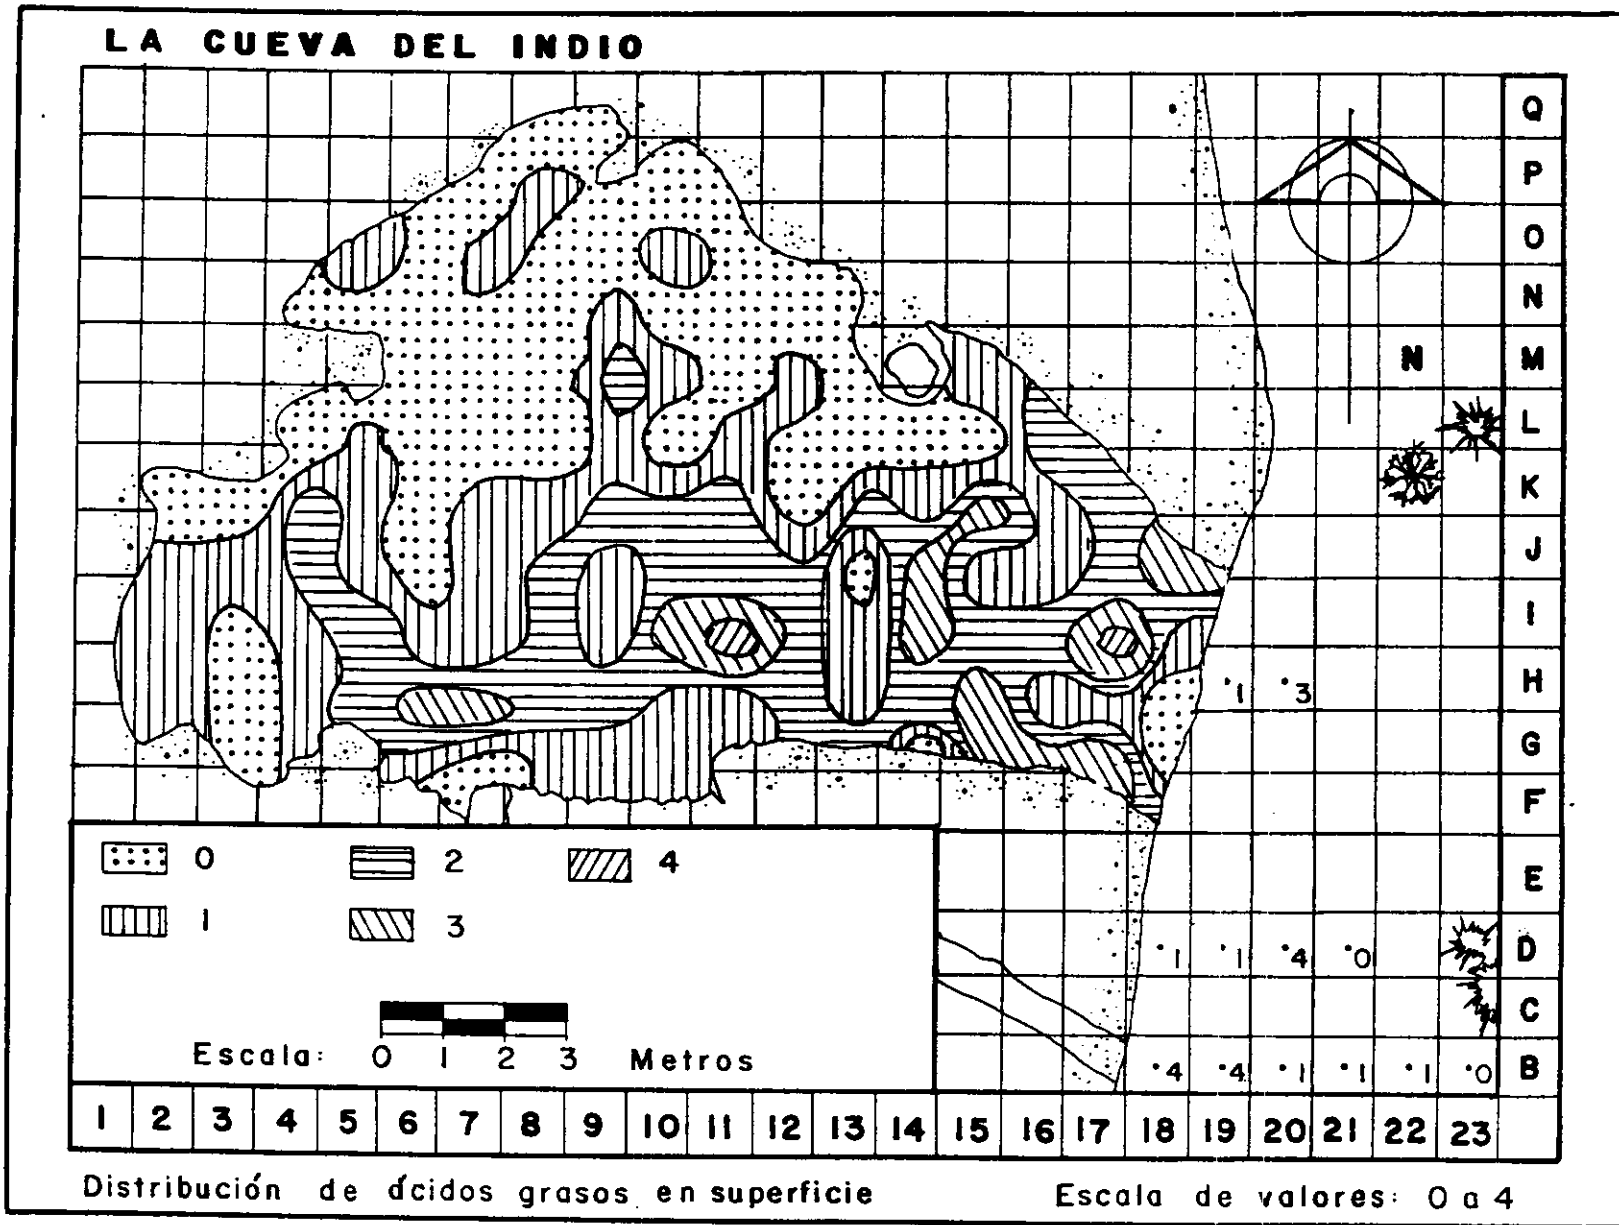 LA CUEVA DEL INDIO
Q
P
O
N
N M
L
K
J
I
•1 •3 H
G
F
E
•1 •1 •4 •0 D
C
•4 •4 •1 •1 •1 •0 B
0 2 4
1 3
Escala: 0 1 2 3 Metros
1 2 3 4 5 6 7 8 9 10 11 12 13 14 15 16 17 18 19 20 21 22 23
Distribución de ácidos grasos en superficie Escala de valores: 0 a 4